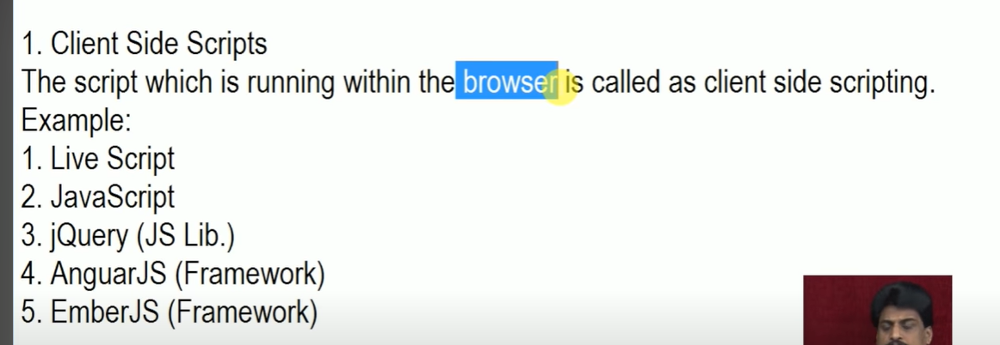 1. Client Side Scripts
The script which is running within the browser is called as client side scripting.
Example:
1. Live Script
2. JavaScript
3. jQuery (JS Lib.)
4. AnguarJS (Framework)
5. EmberJS (Framework)